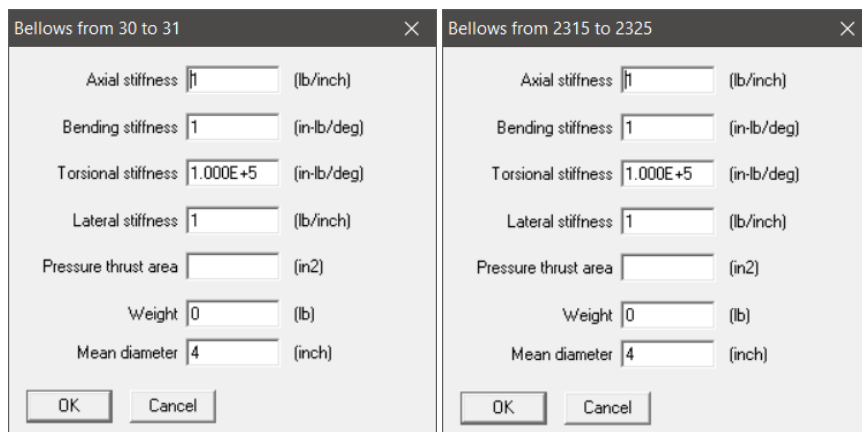 Bellows from 30 to 31
Axial stiffness 1 (lb/inch)
Bending stiffness 1 (in-lb/deg)
Torsional stiffness 1.000E+5 (in-lb/deg)
Lateral stiffness 1 (lb/inch)
Pressure thrust area (in2)
Weight 0 (lb)
Mean diameter 4 (inch)
OK Cancel
Bellows from 2315 to 2325
Axial stiffness 1 (lb/inch)
Bending stiffness 1 (in-lb/deg)
Torsional stiffness 1.000E+5 (in-lb/deg)
Lateral stiffness 1 (lb/inch)
Pressure thrust area (in2)
Weight 0 (lb)
Mean diameter 4 (inch)
OK Cancel